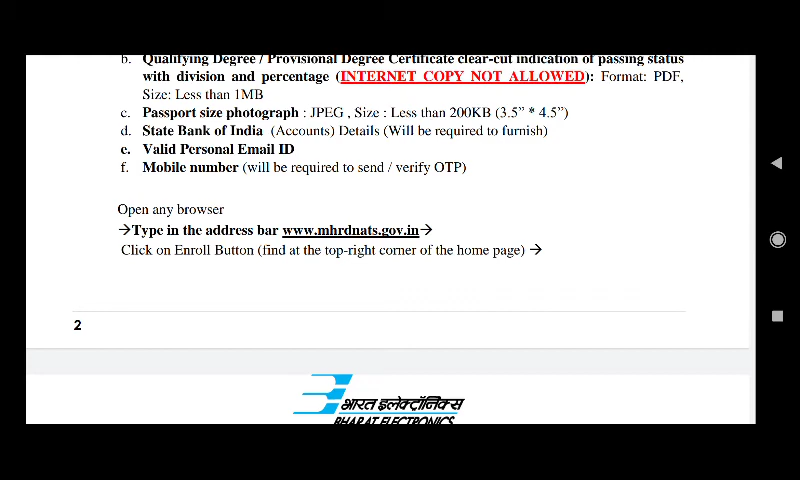 b. Qualifying Degree / Provisional Degree Certificate clear-cut indication of passing status
with division and percentage (INTERNET COPY NOT ALLOWED): Format: PDF,
Size: Less than 1MB
c. Passport size photograph : JPEG , Size : Less than 200KB (3.5” * 4.5”)
d. State Bank of India (Accounts) Details (Will be required to furnish)
e. Valid Personal Email ID
f. Mobile number (will be required to send / verify OTP)
Open any browser
→Type in the address bar www.mhrdnats.gov.in→
Click on Enroll Button (find at the top-right corner of the home page) →
2
भारत इलेक्ट्रॉनिक्स
BHARAT ELECTRONICS